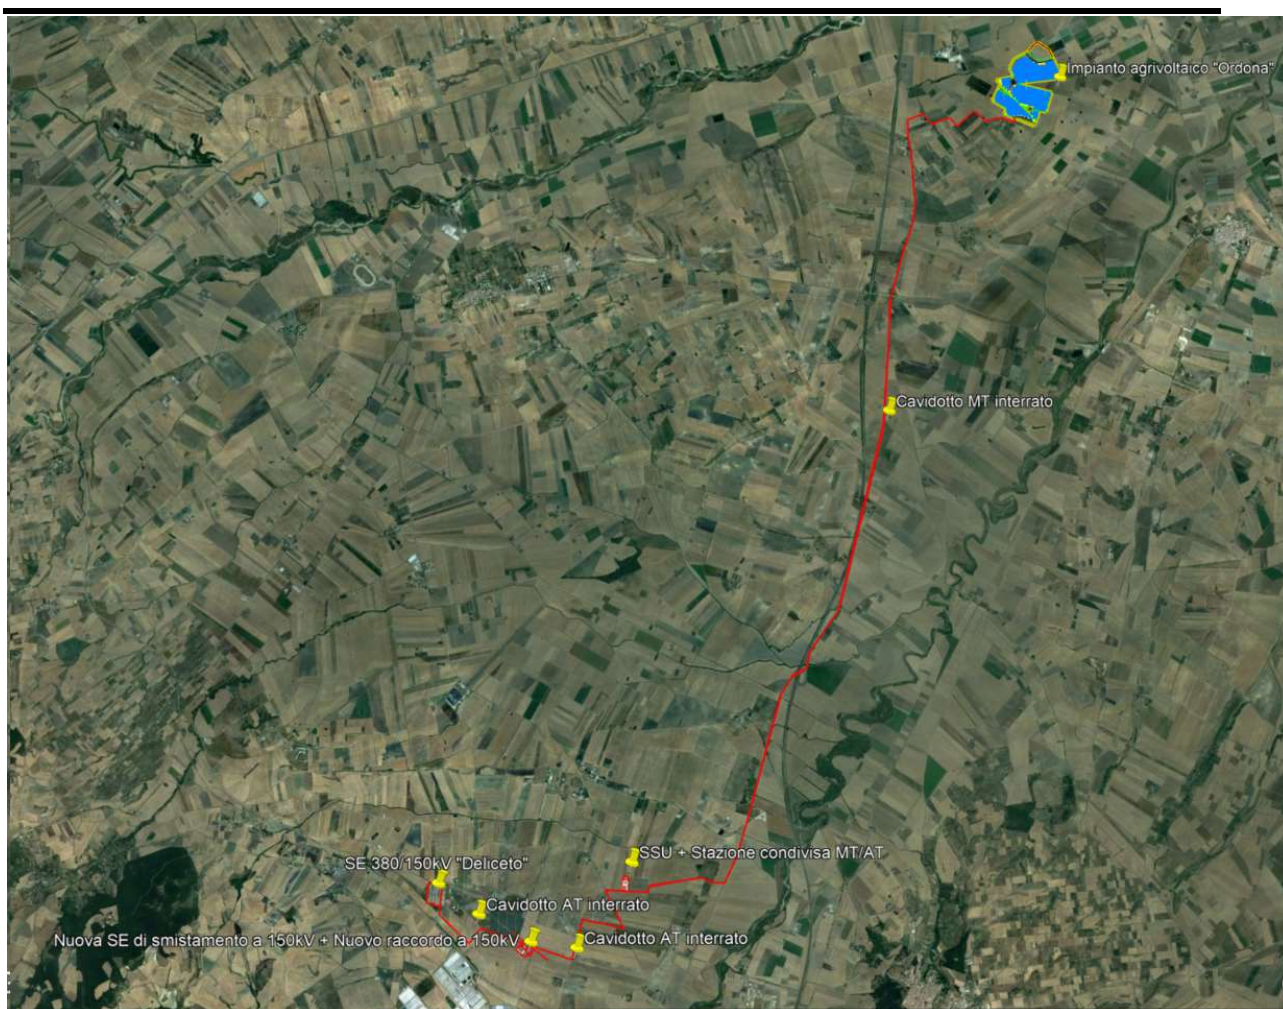 Impianto agrivoltaico "Ordona"
Cavidotto MT interrato
SSU + Stazione condivisa MT/AT
SE 380/150kV "Deliceto"
Cavidotto AT interrato
Nuova SE di smistamento a 150kV + Nuovo raccordo a 150kV
Cavidotto AT interrato